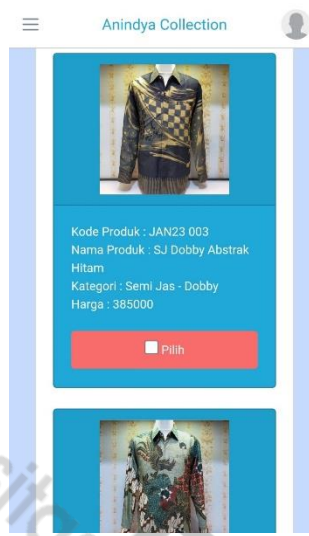 Anindya Collection
Kode Produk : JAN23 003
Nama Produk : SJ Dobby Abstrak
Hitam
Kategori : Semi Jas - Dobby
Harga : 385000
Pilih